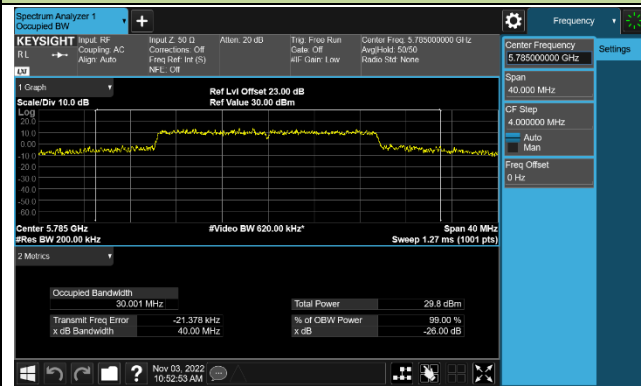 Spectrum Analyzer 1
Occupied BW
Frequency
KEYSIGHT
RL
LXI
Input: RF
Coupling: AC
Align: Auto
Input Z: 50 Ω
Corrections: Off
Freq Ref: Int (S)
NFE: Off
Atten: 20 dB
Trig: Free Run
Gate: Off
#IF Gain: Low
Center Freq: 5.785000000 GHz
Avg|Hold: 50/50
Radio Std: None
Center Frequency
5.785000000 GHz
Settings
Span
40.000 MHz
CF Step
4.000000 MHz
Auto
Man
Freq Offset
0 Hz
1 Graph
Scale/Div 10.0 dB
Ref Lvl Offset 23.00 dB
Ref Value 30.00 dBm
Log
20.0
10.0
0.00
-10.0
-20.0
-30.0
-40.0
-50.0
-60.0
Center 5.785 GHz
#Video BW 620.00 kHz*
Span 40 MHz
#Res BW 200.00 kHz
Sweep 1.27 ms (1001 pts)
2 Metrics
Occupied Bandwidth
30.001 MHz
Total Power 29.8 dBm
Transmit Freq Error -21.378 kHz
% of OBW Power 99.00 %
x dB Bandwidth 40.00 MHz
x dB -26.00 dB
?
Nov 03, 2022
10:52:53 AM